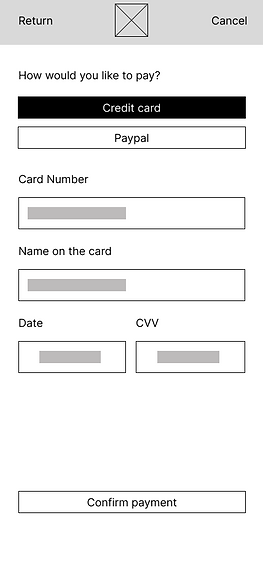 Return
Cancel
How would you like to pay?
Credit card
Paypal
Card Number
Name on the card
Date
CVV
Confirm payment